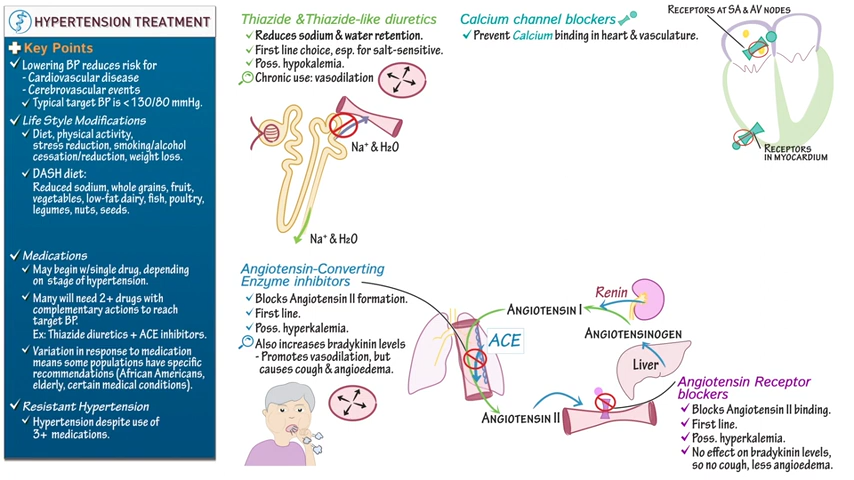 HYPERTENSION TREATMENT
Key Points
Lowering BP reduces risk for
- Cardiovascular disease
- Cerebrovascular events
Typical target BP is < 130/80 mmHg.
Life Style Modifications
Diet, physical activity,
stress reduction, smoking/alcohol
cessation/reduction, weight loss.
DASH diet:
Reduced sodium, whole grains, fruit,
vegetables, low-fat dairy, fish, poultry,
legumes, nuts, seeds.
Medications
May begin w/single drug, depending
on stage of hypertension.
Many will need 2+ drugs with
complementary actions to reach
target BP.
Ex: Thiazide diuretics + ACE inhibitors.
Variation in response to medication
means some populations have specific
recommendations (African Americans,
elderly, certain medical conditions).
Resistant Hypertension
Hypertension despite use of
3+ medications.
Thiazide & Thiazide-like diuretics
Reduces sodium & water retention.
First line choice, esp. for salt-sensitive.
Poss. hypokalemia.
Chronic use: vasodilation
Na+ & H2O
Na+ & H2O
Calcium channel blockers
Prevent Calcium binding in heart & vasculature.
RECEPTORS AT SA & AV NODES
RECEPTORS
IN MYOCARDIUM
Angiotensin-Converting
Enzyme inhibitors
Blocks Angiotensin II formation.
First line.
Poss. hyperkalemia.
Also increases bradykinin levels
- Promotes vasodilation, but
causes cough & angioedema.
ANGIOTENSIN I
Renin
ANGIOTENSINOGEN
ACE
Liver
ANGIOTENSIN II
Angiotensin Receptor
blockers
Blocks Angiotensin II binding.
First line.
Poss. hyperkalemia.
No effect on bradykinin levels,
so no cough, less angioedema.